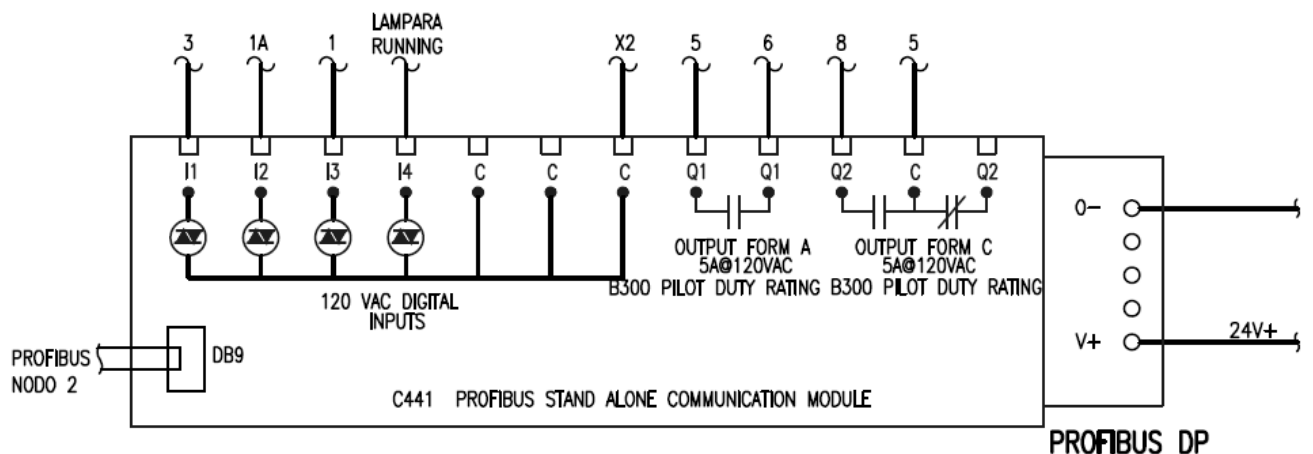 LAMPARA
RUNNING
3 1A 1 X2 5 6 8 5
I1 I2 I3 I4 C C C Q1 Q1 Q2 C Q2
OUTPUT FORM A OUTPUT FORM C
5A@120VAC 5A@120VAC
B300 PILOT DUTY RATING B300 PILOT DUTY RATING
120 VAC DIGITAL
INPUTS
0-
V+ 24V+
PROFIBUS
NODO 2
DB9
C441 PROFIBUS STAND ALONE COMMUNICATION MODULE
PROFIBUS DP